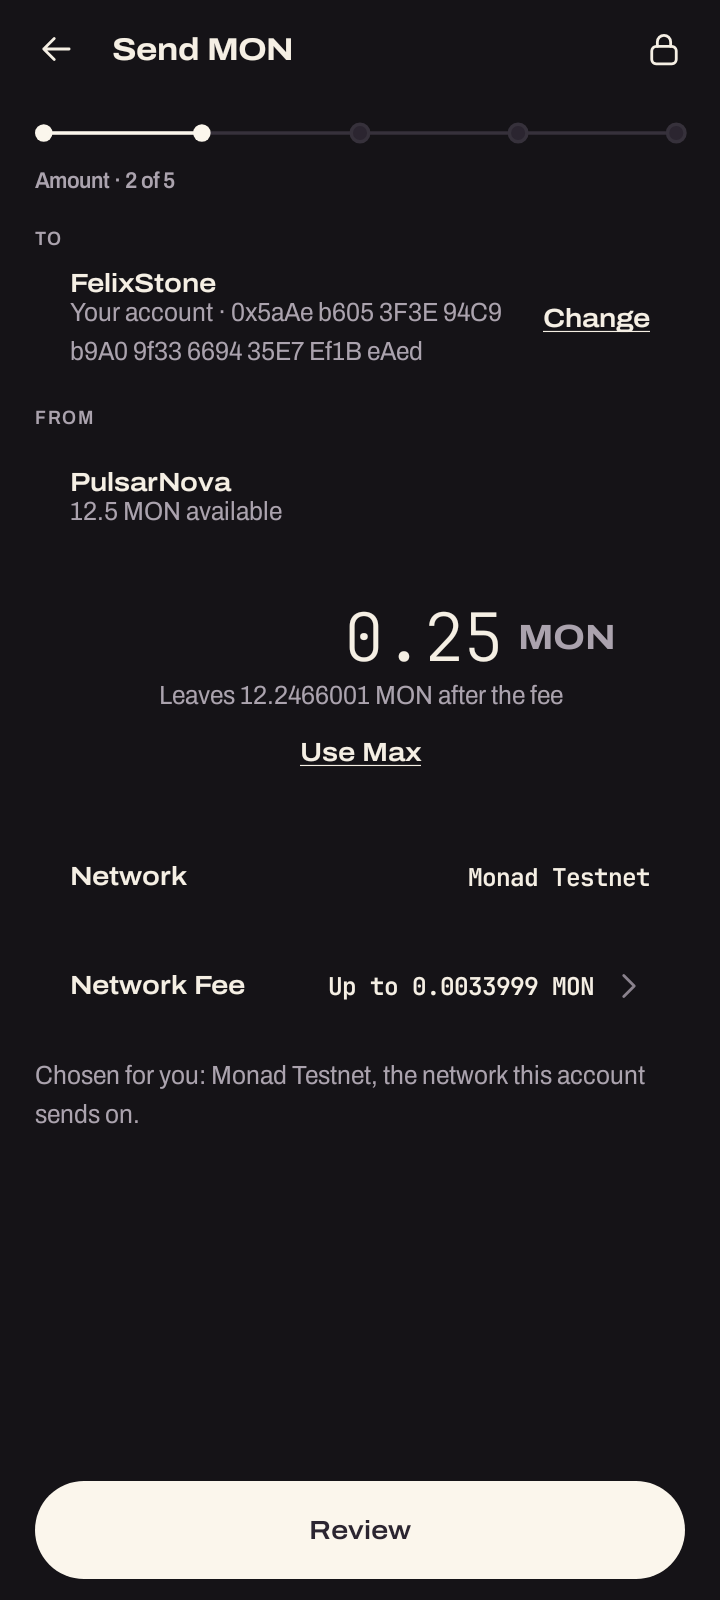 Send MON
Amount · 2 of 5
TO
FelixStone
Your account · 0x5aAe b605 3F3E 94C9
b9A0 9f33 6694 35E7 Ef1B eAed
Change
FROM
PulsarNova
12.5 MON available
0.25 MON
Leaves 12.2466001 MON after the fee
Use Max
Network Monad Testnet
Network Fee Up to 0.0033999 MON
Chosen for you: Monad Testnet, the network this account
sends on.
Review